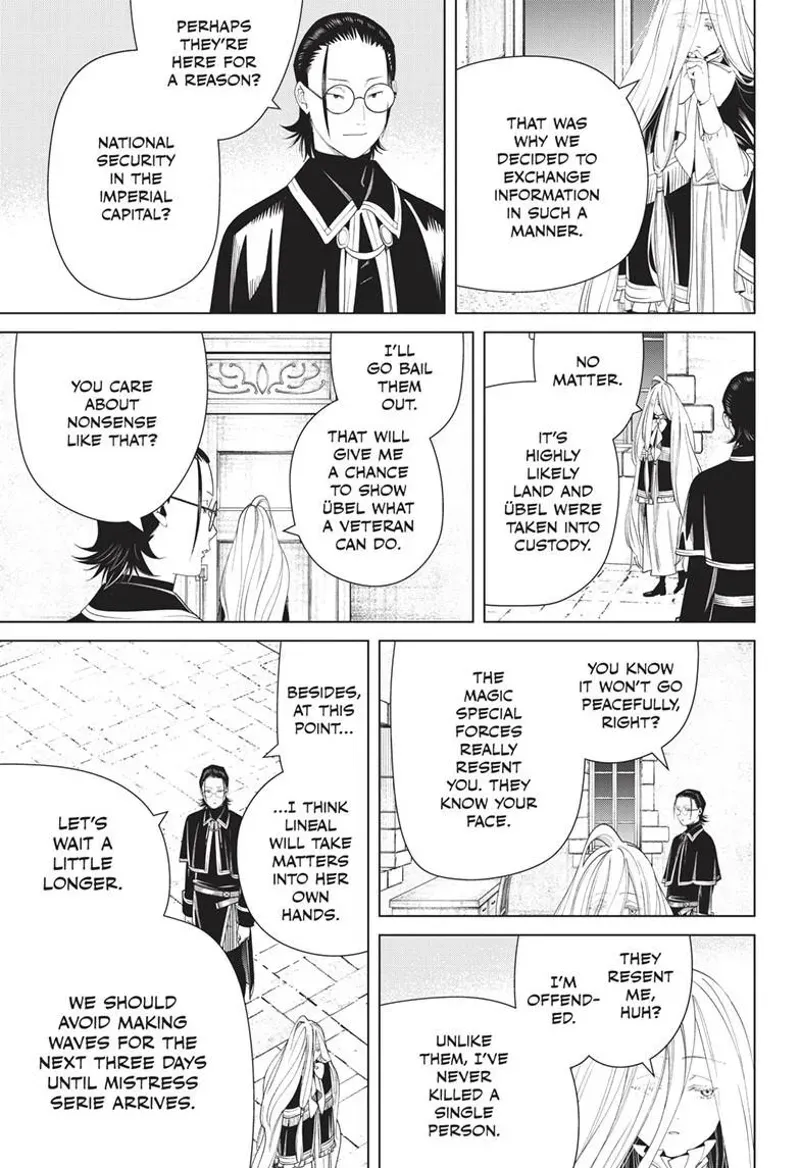 THAT WAS
WHY WE
DECIDED TO
EXCHANGE
INFORMATION
IN SUCH A
MANNER.
PERHAPS
THEY'RE
HERE FOR
A REASON?
NATIONAL
SECURITY
IN THE
IMPERIAL
CAPITAL?
NO
MATTER.
IT'S
HIGHLY
LIKELY
LAND AND
ÜBEL WERE
TAKEN INTO
CUSTODY.
I'LL
GO BAIL
THEM
OUT.
THAT WILL
GIVE ME
A CHANCE
TO SHOW
ÜBEL WHAT
A VETERAN
CAN DO.
YOU CARE
ABOUT
NONSENSE
LIKE THAT?
YOU KNOW
IT WON'T GO
PEACEFULLY,
RIGHT?
THE
MAGIC
SPECIAL
FORCES
REALLY
RESENT
YOU. THEY
KNOW YOUR
FACE.
THEY
RESENT
ME,
HUH?
I'M
OFFEND-
ED.
UNLIKE
THEM, I'VE
NEVER
KILLED A
SINGLE
PERSON.
BESIDES,
AT THIS
POINT...
...I THINK
LINEAL
WILL TAKE
MATTERS
INTO HER
OWN
HANDS.
LET'S
WAIT A
LITTLE
LONGER.
WE SHOULD
AVOID MAKING
WAVES FOR THE
NEXT THREE DAYS
UNTIL MISTRESS
SERIE ARRIVES.